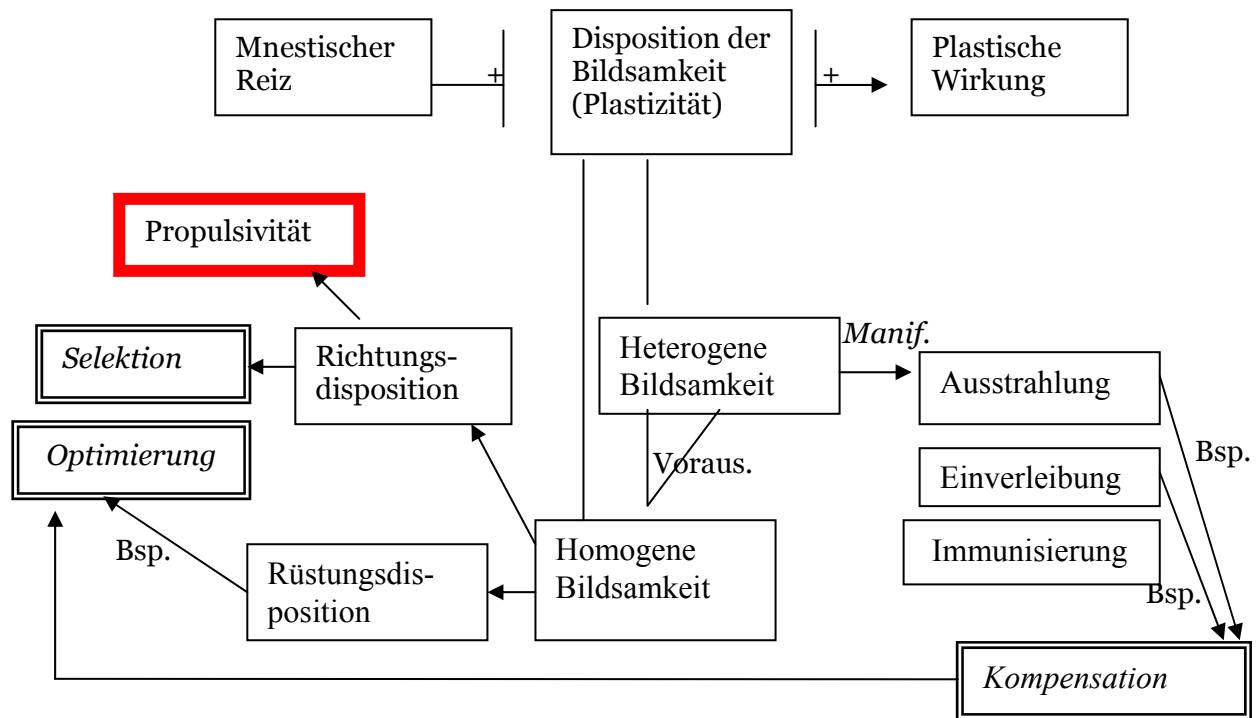 Mnestischer
Reiz
+
Disposition der
Bildsamkeit
(Plastizität)
+
Plastische
Wirkung
Propulsivität
Selektion
Richtungs-
disposition
Heterogene
Bildsamkeit
Manif.
Ausstrahlung
Optimierung
Voraus.
Bsp.
Einverleibung
Bsp.
Rüstungsdis-
position
Homogene
Bildsamkeit
Immunisierung
Bsp.
Kompensation